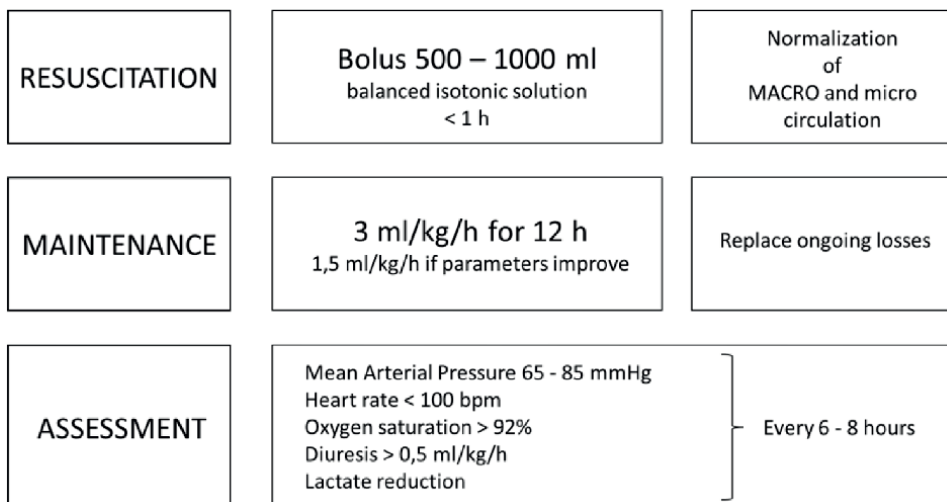 RESUSCITATION
Bolus 500 – 1000 ml
balanced isotonic solution
< 1 h
Normalization
of
MACRO and micro
circulation
MAINTENANCE
3 ml/kg/h for 12 h
1,5 ml/kg/h if parameters improve
Replace ongoing losses
ASSESSMENT
Mean Arterial Pressure 65 - 85 mmHg
Heart rate < 100 bpm
Oxygen saturation > 92%
Diuresis > 0,5 ml/kg/h
Lactate reduction
Every 6 - 8 hours